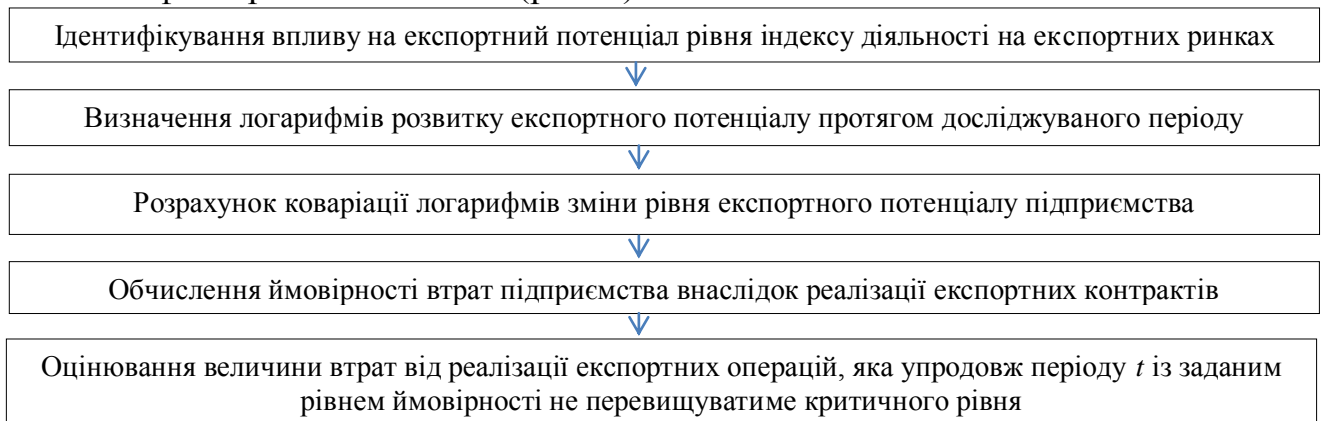 Ідентифікування впливу на експортний потенціал рівня індексу діяльності на експортних ринках
Визначення логарифмів розвитку експортного потенціалу протягом досліджуваного періоду
Розрахунок коваріації логарифмів зміни рівня експортного потенціалу підприємства
Обчислення ймовірності втрат підприємства внаслідок реалізації експортних контрактів
Оцінювання величини втрат від реалізації експортних операцій, яка упродовж періоду t із заданим
рівнем ймовірності не перевищуватиме критичного рівня